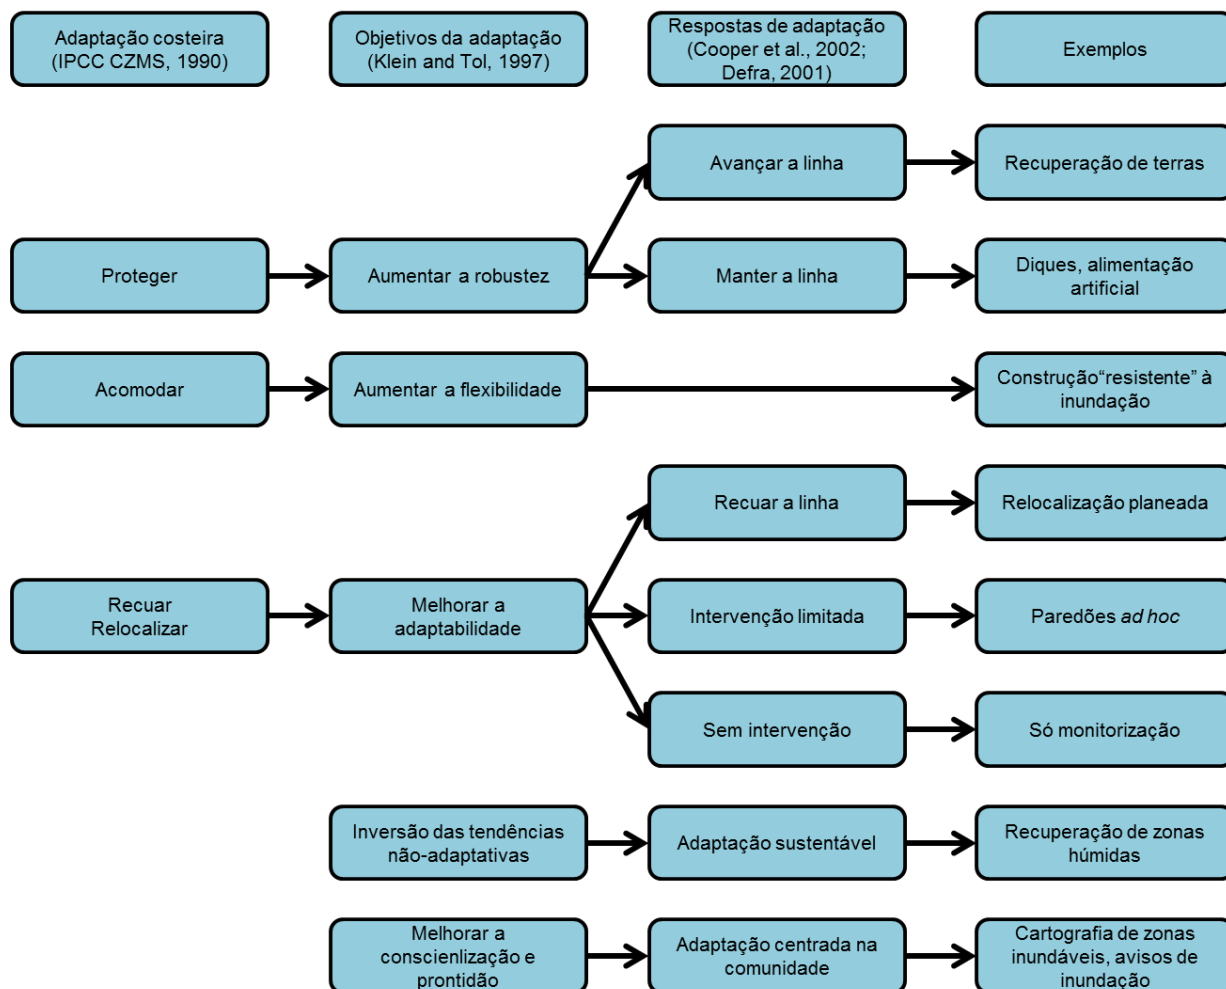 Adaptação costeira
(IPCC CZMS, 1990)
Objetivos da adaptação
(Klein and Tol, 1997)
Respostas de adaptação
(Cooper et al., 2002;
Defra, 2001)
Exemplos
Avançar a linha
Recuperação de terras
Proteger
Aumentar a robustez
Manter a linha
Diques, alimentação
artificial
Acomodar
Aumentar a flexibilidade
Construção“resistente” à
inundação
Recuar a linha
Relocalização planeada
Recuar
Relocalizar
Melhorar a
adaptabilidade
Intervenção limitada
Paredões ad hoc
Sem intervenção
Só monitorização
Inversão das tendências
não-adaptativas
Adaptação sustentável
Recuperação de zonas
húmidas
Melhorar a
conscienlização e
prontidão
Adaptação centrada na
comunidade
Cartografia de zonas
inundáveis, avisos de
inundação